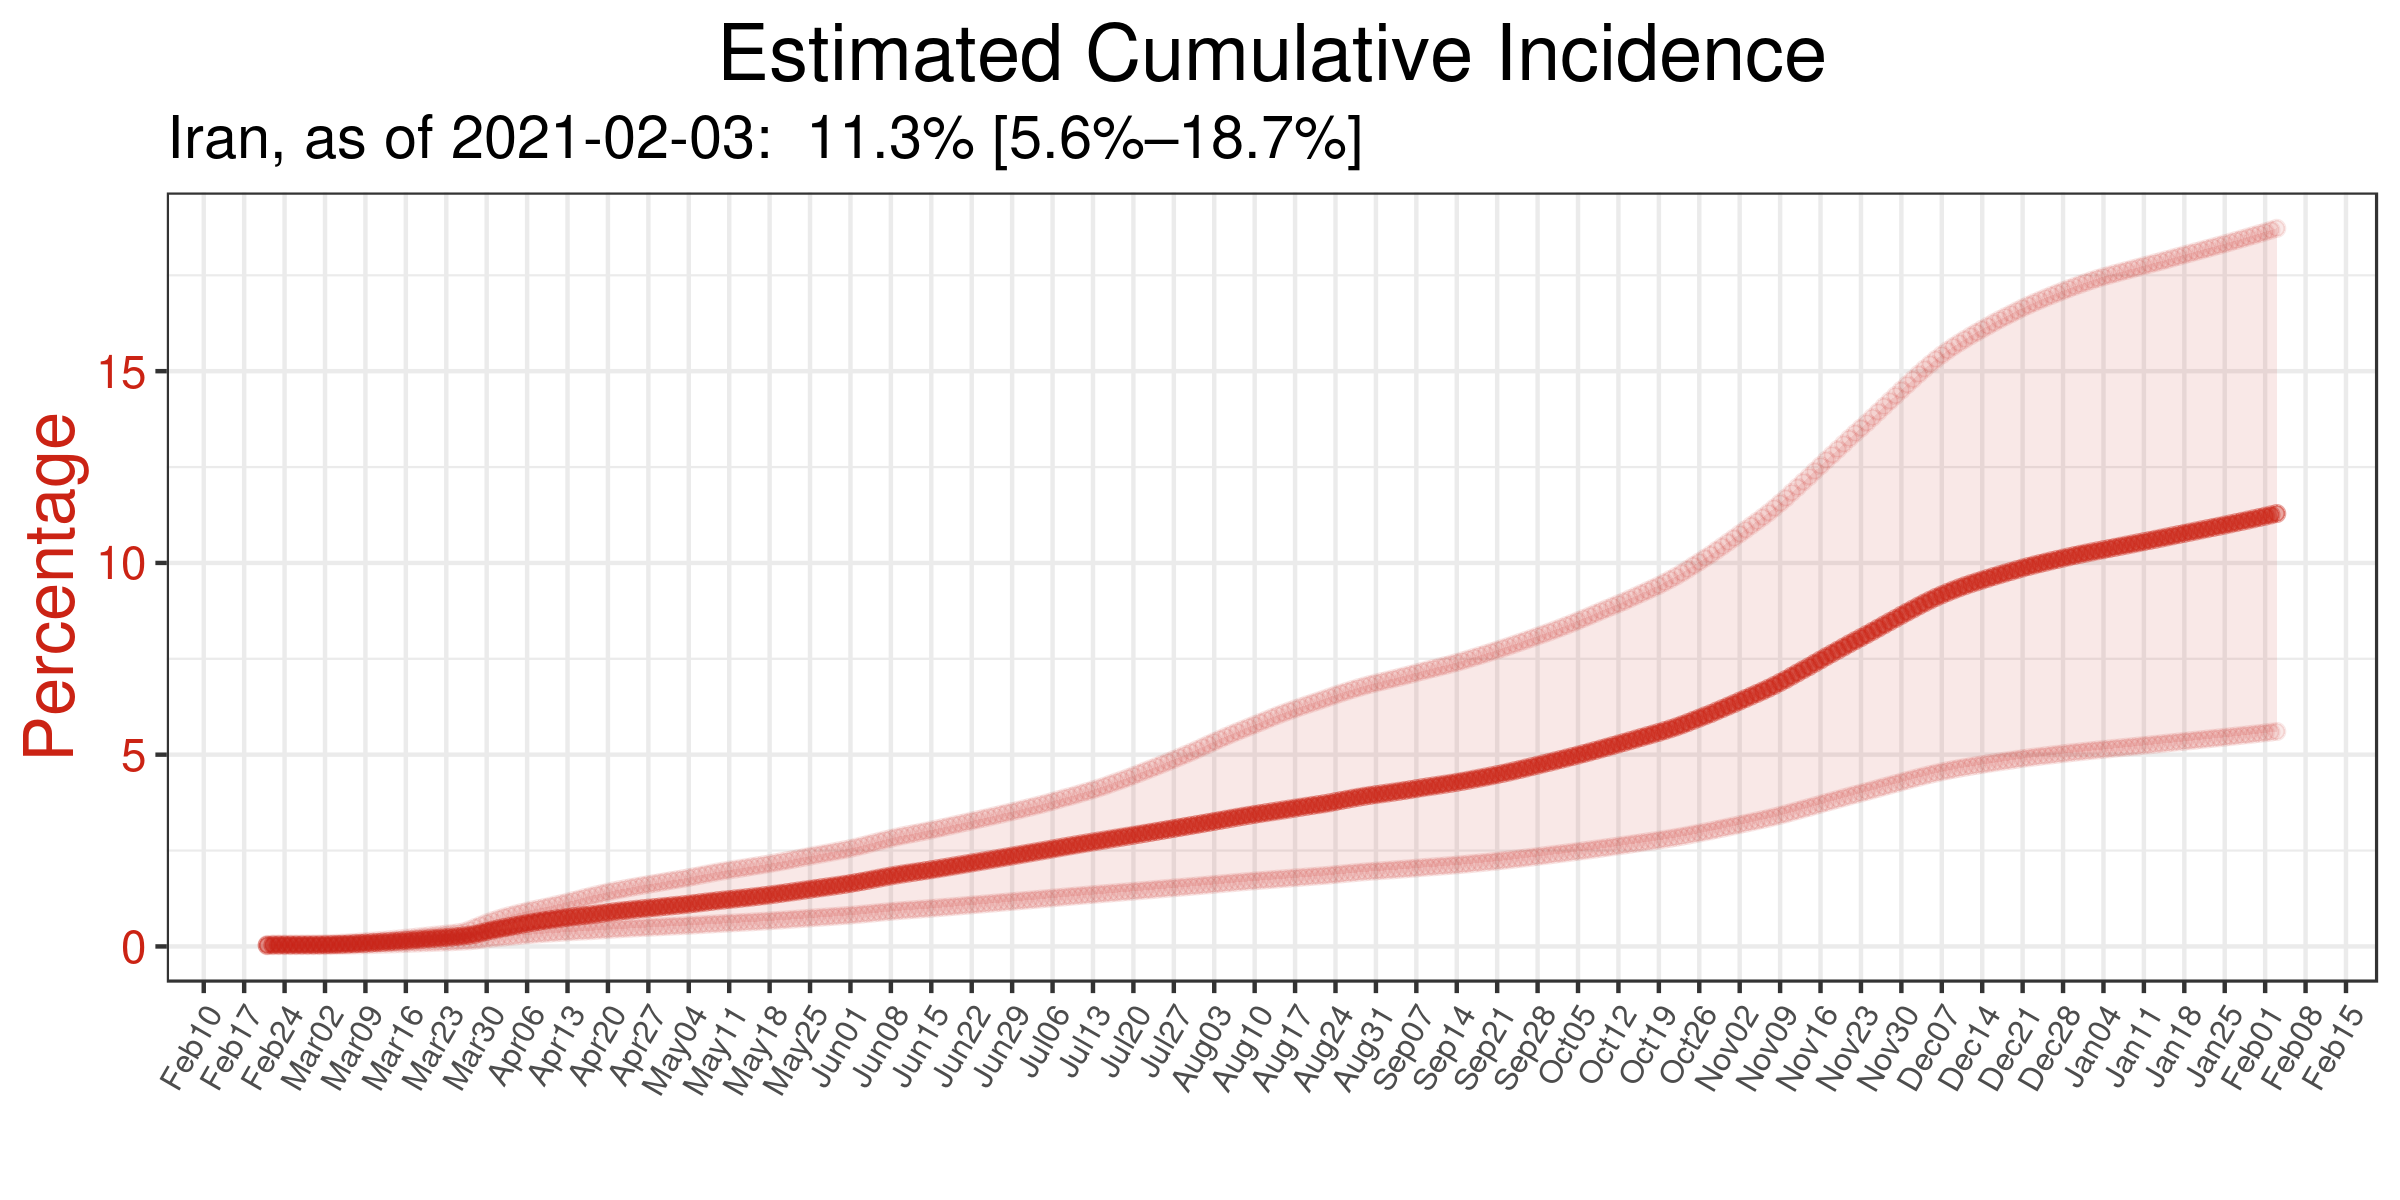 Estimated Cumulative Incidence
Iran, as of 2021-02-03:  11.3% [5.6%–18.7%]
Percentage
15
10
5
0
Feb10 Feb17 Feb24 Mar02 Mar09 Mar16 Mar23 Mar30 Apr06 Apr13 Apr20 Apr27 May04 May11 May18 May25 Jun01 Jun08 Jun15 Jun22 Jun29 Jul06 Jul13 Jul20 Jul27 Aug03 Aug10 Aug17 Aug24 Aug31 Sep07 Sep14 Sep21 Sep28 Oct05 Oct12 Oct19 Oct26 Nov02 Nov09 Nov16 Nov23 Nov30 Dec07 Dec14 Dec21 Dec28 Jan04 Jan11 Jan18 Jan25 Feb01 Feb08 Feb15